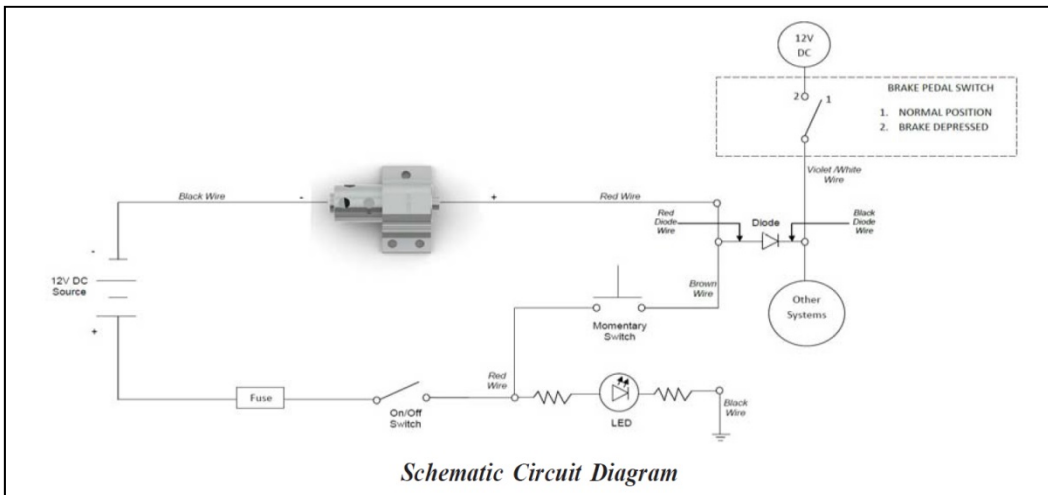 12V
DC
BRAKE PEDAL SWITCH
2
1
1. NORMAL POSITION
2. BRAKE DEPRESSED
Violet /White
Wire
Black Wire
-
+
Red Wire
Red
Diode
Wire
Diode
Black
Diode
Wire
-
12V DC
Source
+
Brown
Wire
Other
Systems
Momentary
Switch
Red
Wire
Fuse
On/Off
Switch
LED
Black
Wire
Schematic Circuit Diagram